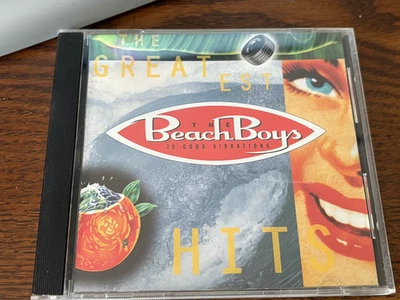 THE
GREAT
EST
THE
Beach Boys
20 GOOD VIBRATIONS
HITS